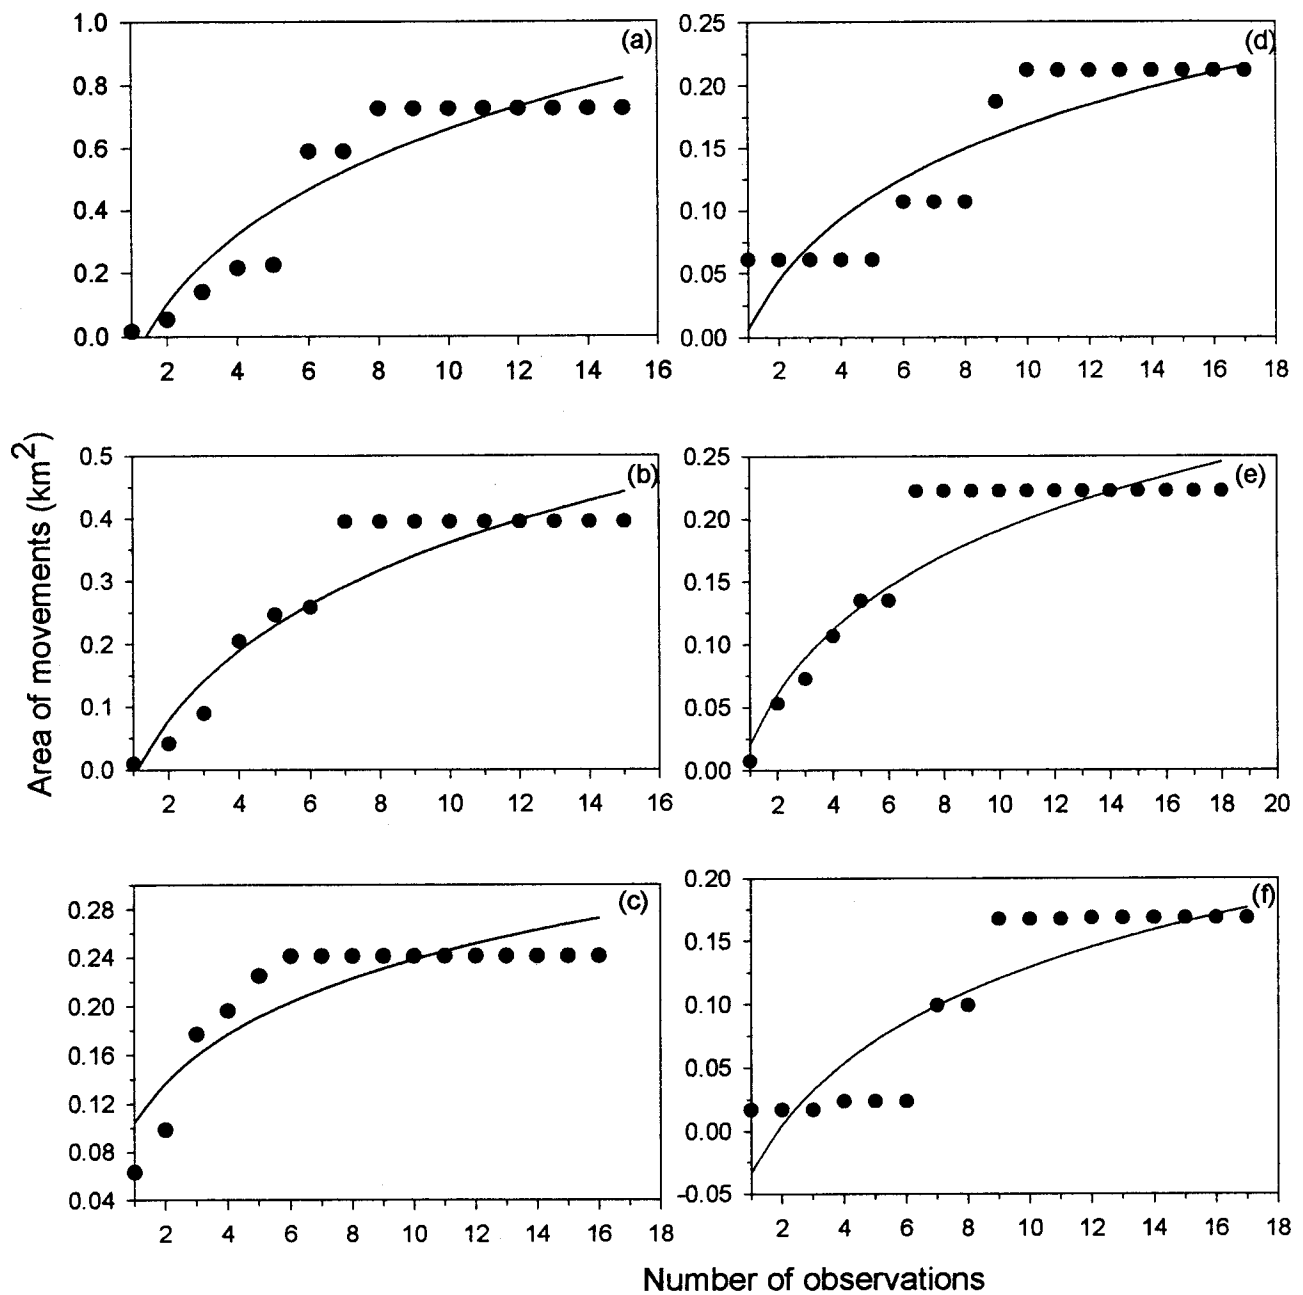 1.0
0.8
0.6
0.4
0.2
0.0
2 4 6 8 10 12 14 16
(a)
0.25
0.20
0.15
0.10
0.05
0.00
2 4 6 8 10 12 14 16 18
(d)
Area of movements (km²)
0.5
0.4
0.3
0.2
0.1
0.0
2 4 6 8 10 12 14 16
(b)
0.25
0.20
0.15
0.10
0.05
0.00
2 4 6 8 10 12 14 16 18 20
(e)
0.28
0.24
0.20
0.16
0.12
0.08
0.04
2 4 6 8 10 12 14 16 18
(c)
0.20
0.15
0.10
0.05
0.00
-0.05
2 4 6 8 10 12 14 16 18
(f)
Number of observations